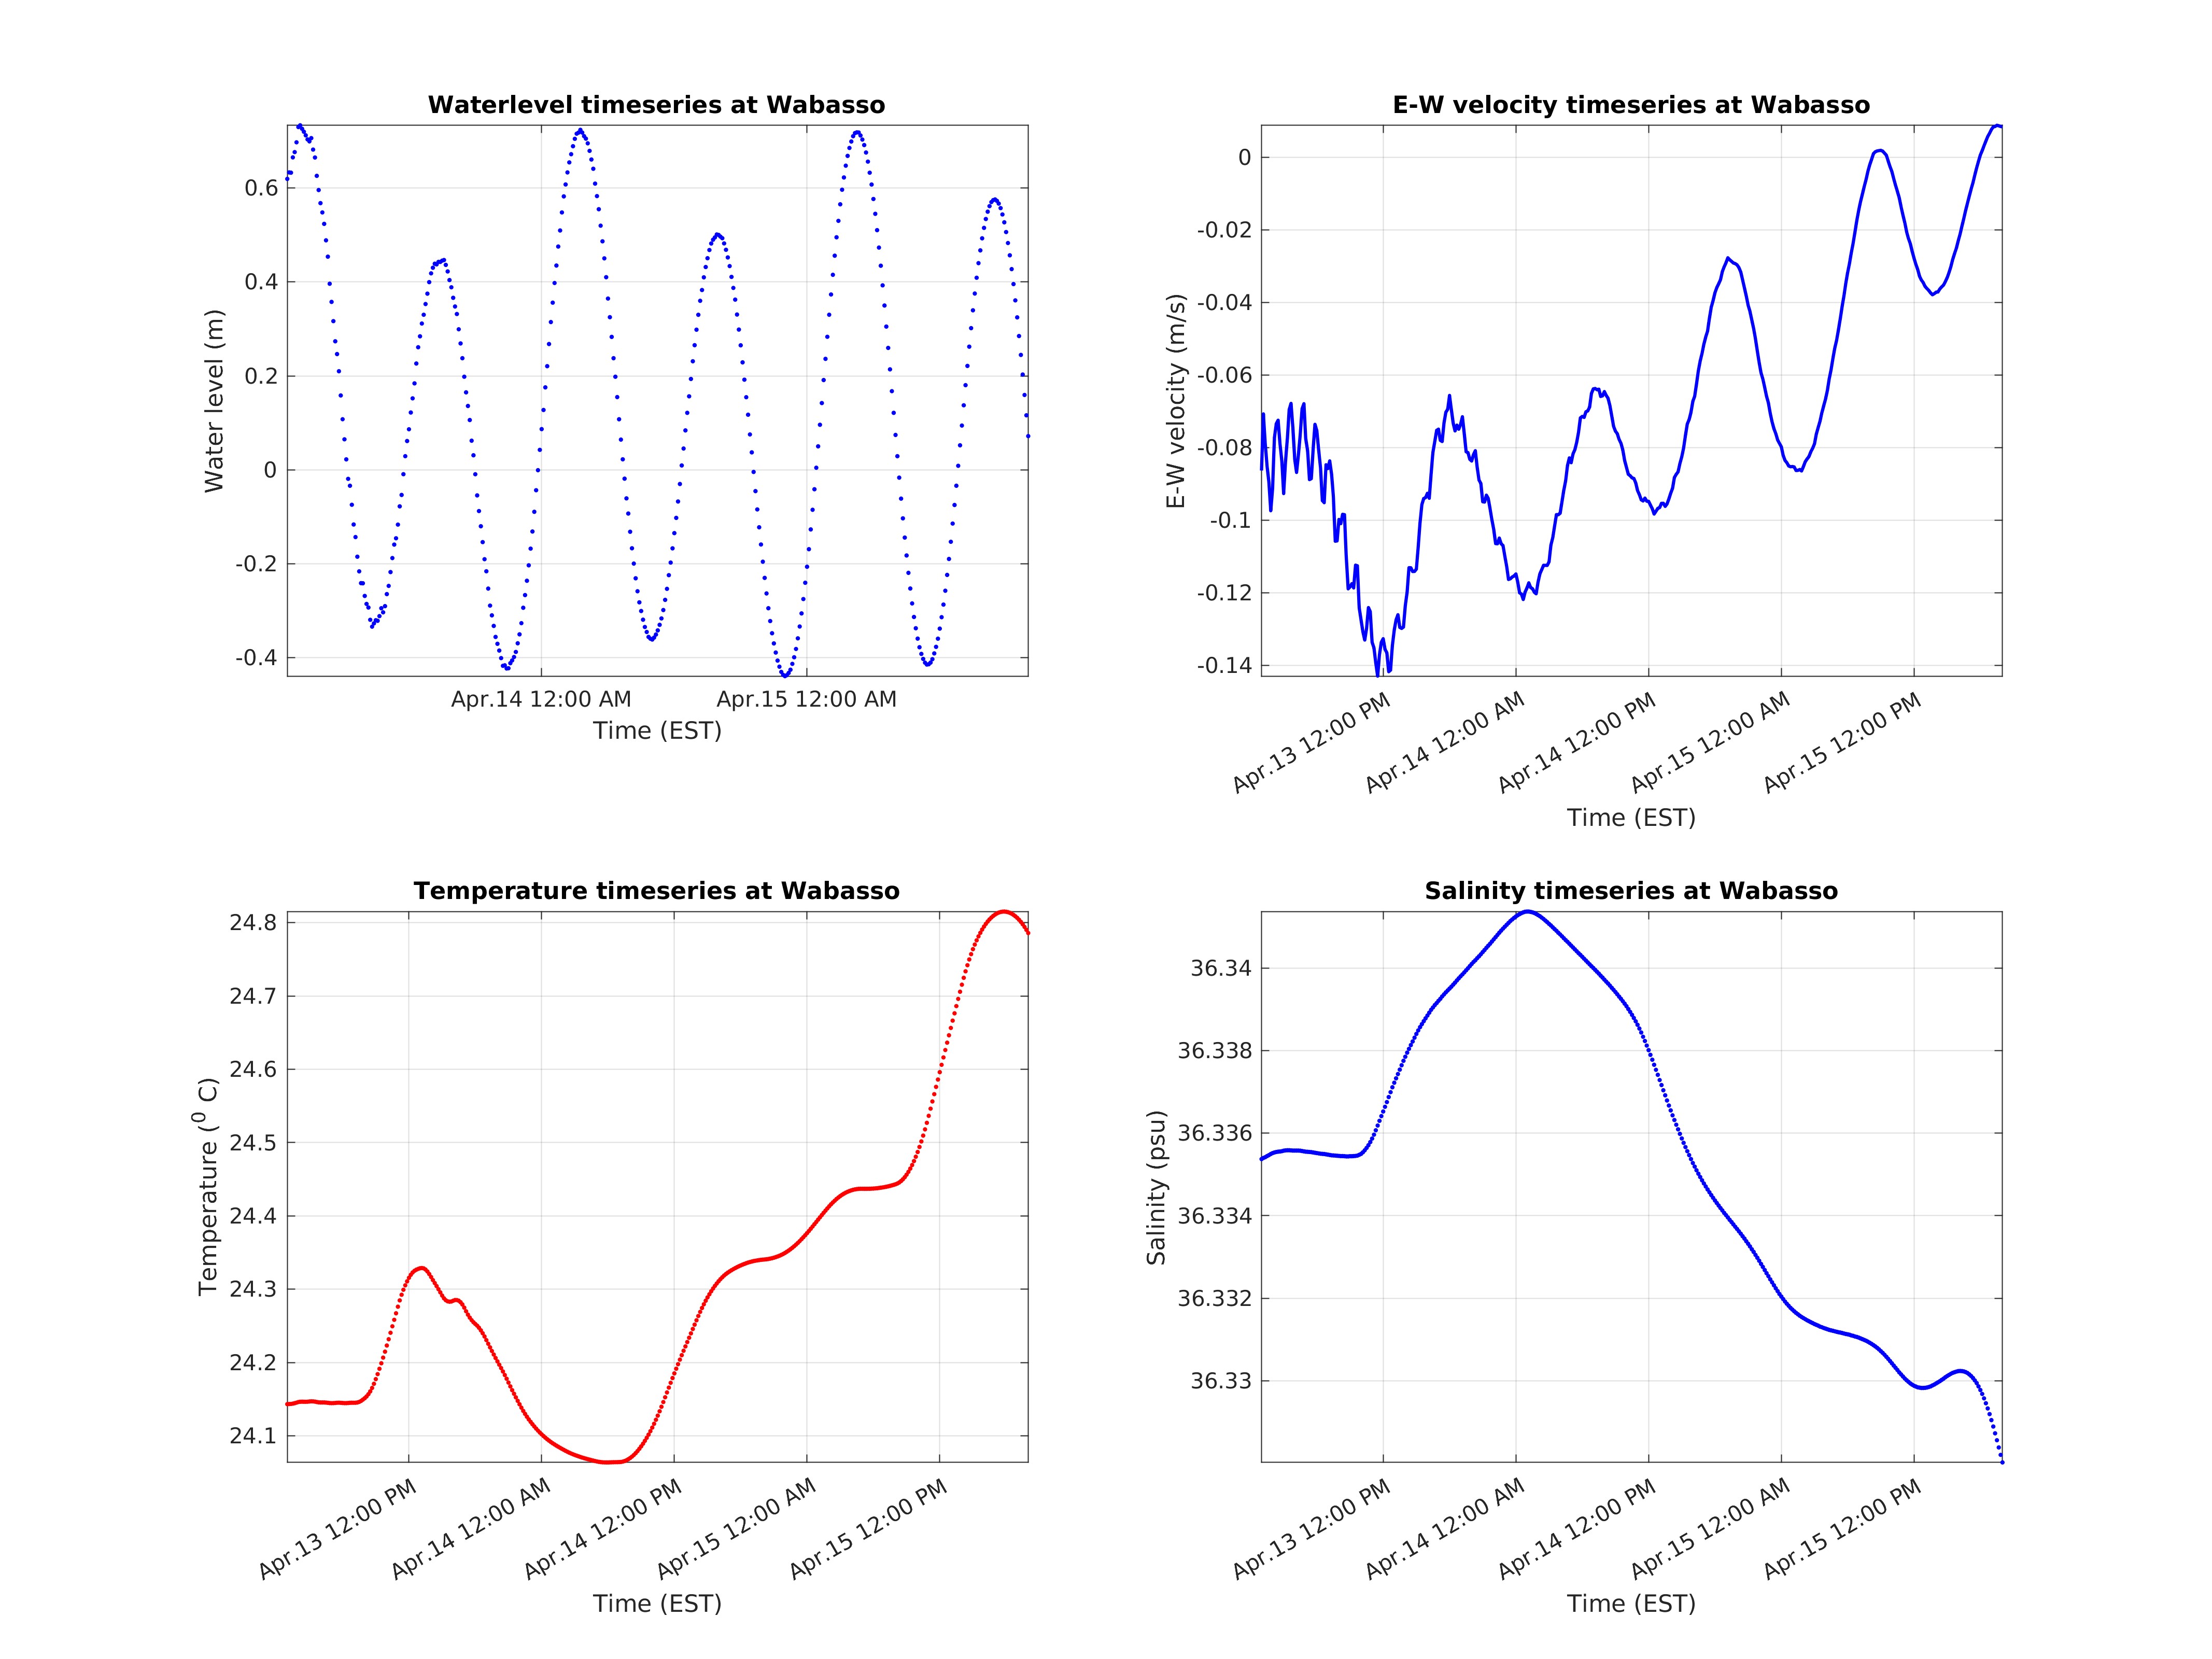 Waterlevel timeseries at Wabasso
0.6
0.4
0.2
0
-0.2
-0.4
Water level (m)
Apr.14 12:00 AM
Apr.15 12:00 AM
Time (EST)
E-W velocity timeseries at Wabasso
0
-0.02
-0.04
-0.06
-0.08
-0.1
-0.12
-0.14
E-W velocity (m/s)
Apr.13 12:00 PM
Apr.14 12:00 AM
Apr.14 12:00 PM
Apr.15 12:00 AM
Apr.15 12:00 PM
Time (EST)
Temperature timeseries at Wabasso
24.8
24.7
24.6
24.5
24.4
24.3
24.2
24.1
Temperature (⁰ C)
Apr.13 12:00 PM
Apr.14 12:00 AM
Apr.14 12:00 PM
Apr.15 12:00 AM
Apr.15 12:00 PM
Time (EST)
Salinity timeseries at Wabasso
36.34
36.338
36.336
36.334
36.332
36.33
Salinity (psu)
Apr.13 12:00 PM
Apr.14 12:00 AM
Apr.14 12:00 PM
Apr.15 12:00 AM
Apr.15 12:00 PM
Time (EST)